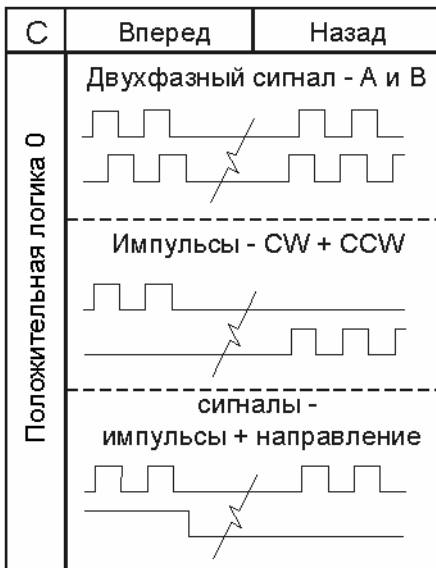 С Вперед Назад
Положительная логика 0
Двухфазный сигнал - А и В
Импульсы - CW + CCW
сигналы -
импульсы + направление